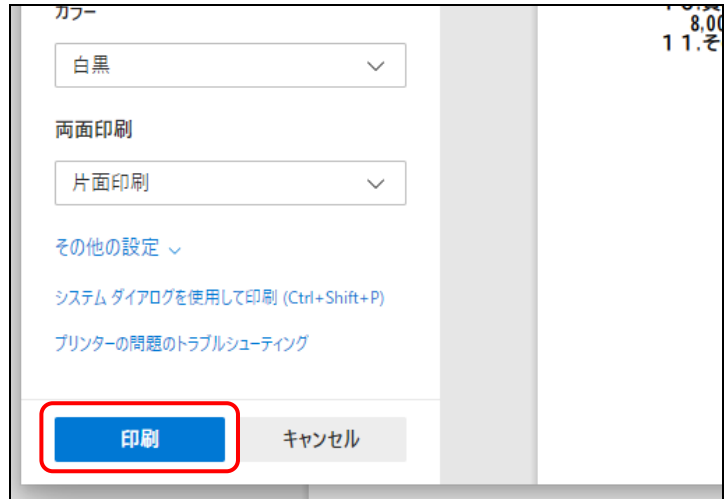 カラー
白黒
両面印刷
片面印刷
その他の設定
システム ダイアログを使用して印刷 (Ctrl+Shift+P)
プリンターの問題のトラブルシューティング
印刷
キャンセル
8,00
１１.そ